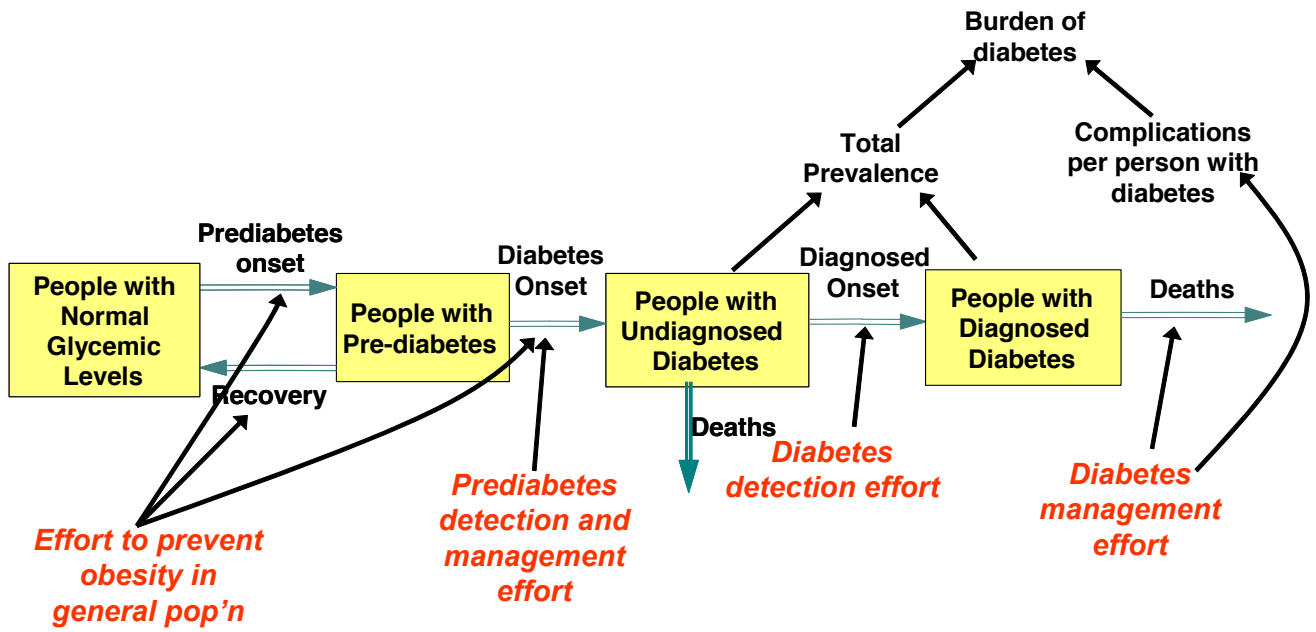 Burden of
diabetes
Total
Prevalence
Complications
per person with
diabetes
Prediabetes
onset
Diabetes
Onset
Diagnosed
Onset
Deaths
People with
Normal
Glycemic
Levels
People with
Pre-diabetes
People with
Undiagnosed
Diabetes
People with
Diagnosed
Diabetes
Recovery
Deaths
Effort to prevent
obesity in
general pop’n
Prediabetes
detection and
management
effort
Diabetes
detection effort
Diabetes
management
effort